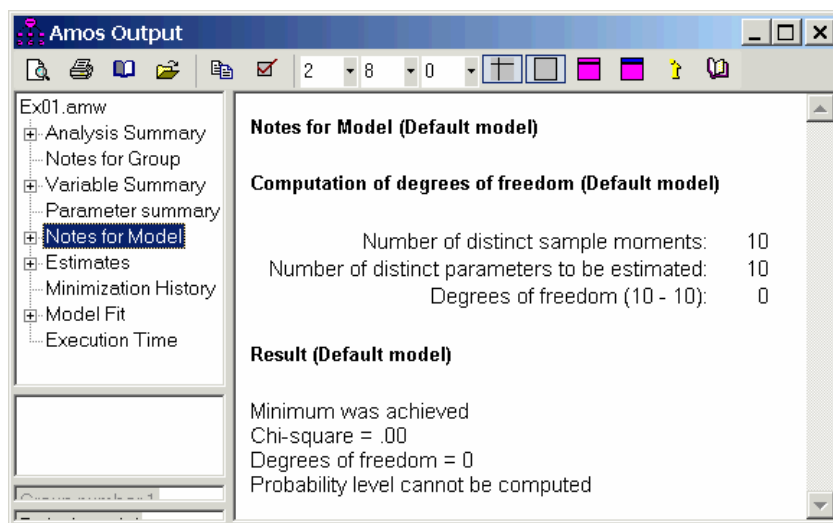 Amos Output
2 8 0
Ex01.amw
Analysis Summary
Notes for Group
Variable Summary
Parameter summary
Notes for Model
Estimates
Minimization History
Model Fit
Execution Time
Notes for Model (Default model)
Computation of degrees of freedom (Default model)
Number of distinct sample moments: 10
Number of distinct parameters to be estimated: 10
Degrees of freedom (10 - 10): 0
Result (Default model)
Minimum was achieved
Chi-square = .00
Degrees of freedom = 0
Probability level cannot be computed